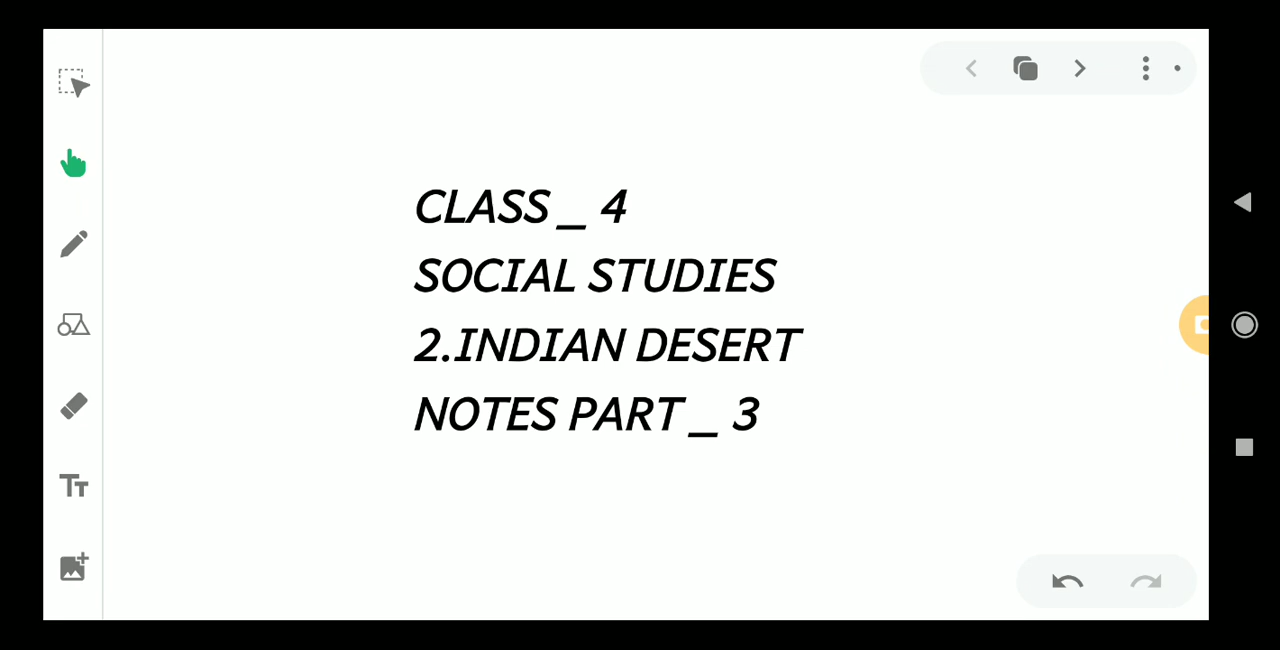 CLASS _ 4
SOCIAL STUDIES
2.INDIAN DESERT
NOTES PART _ 3